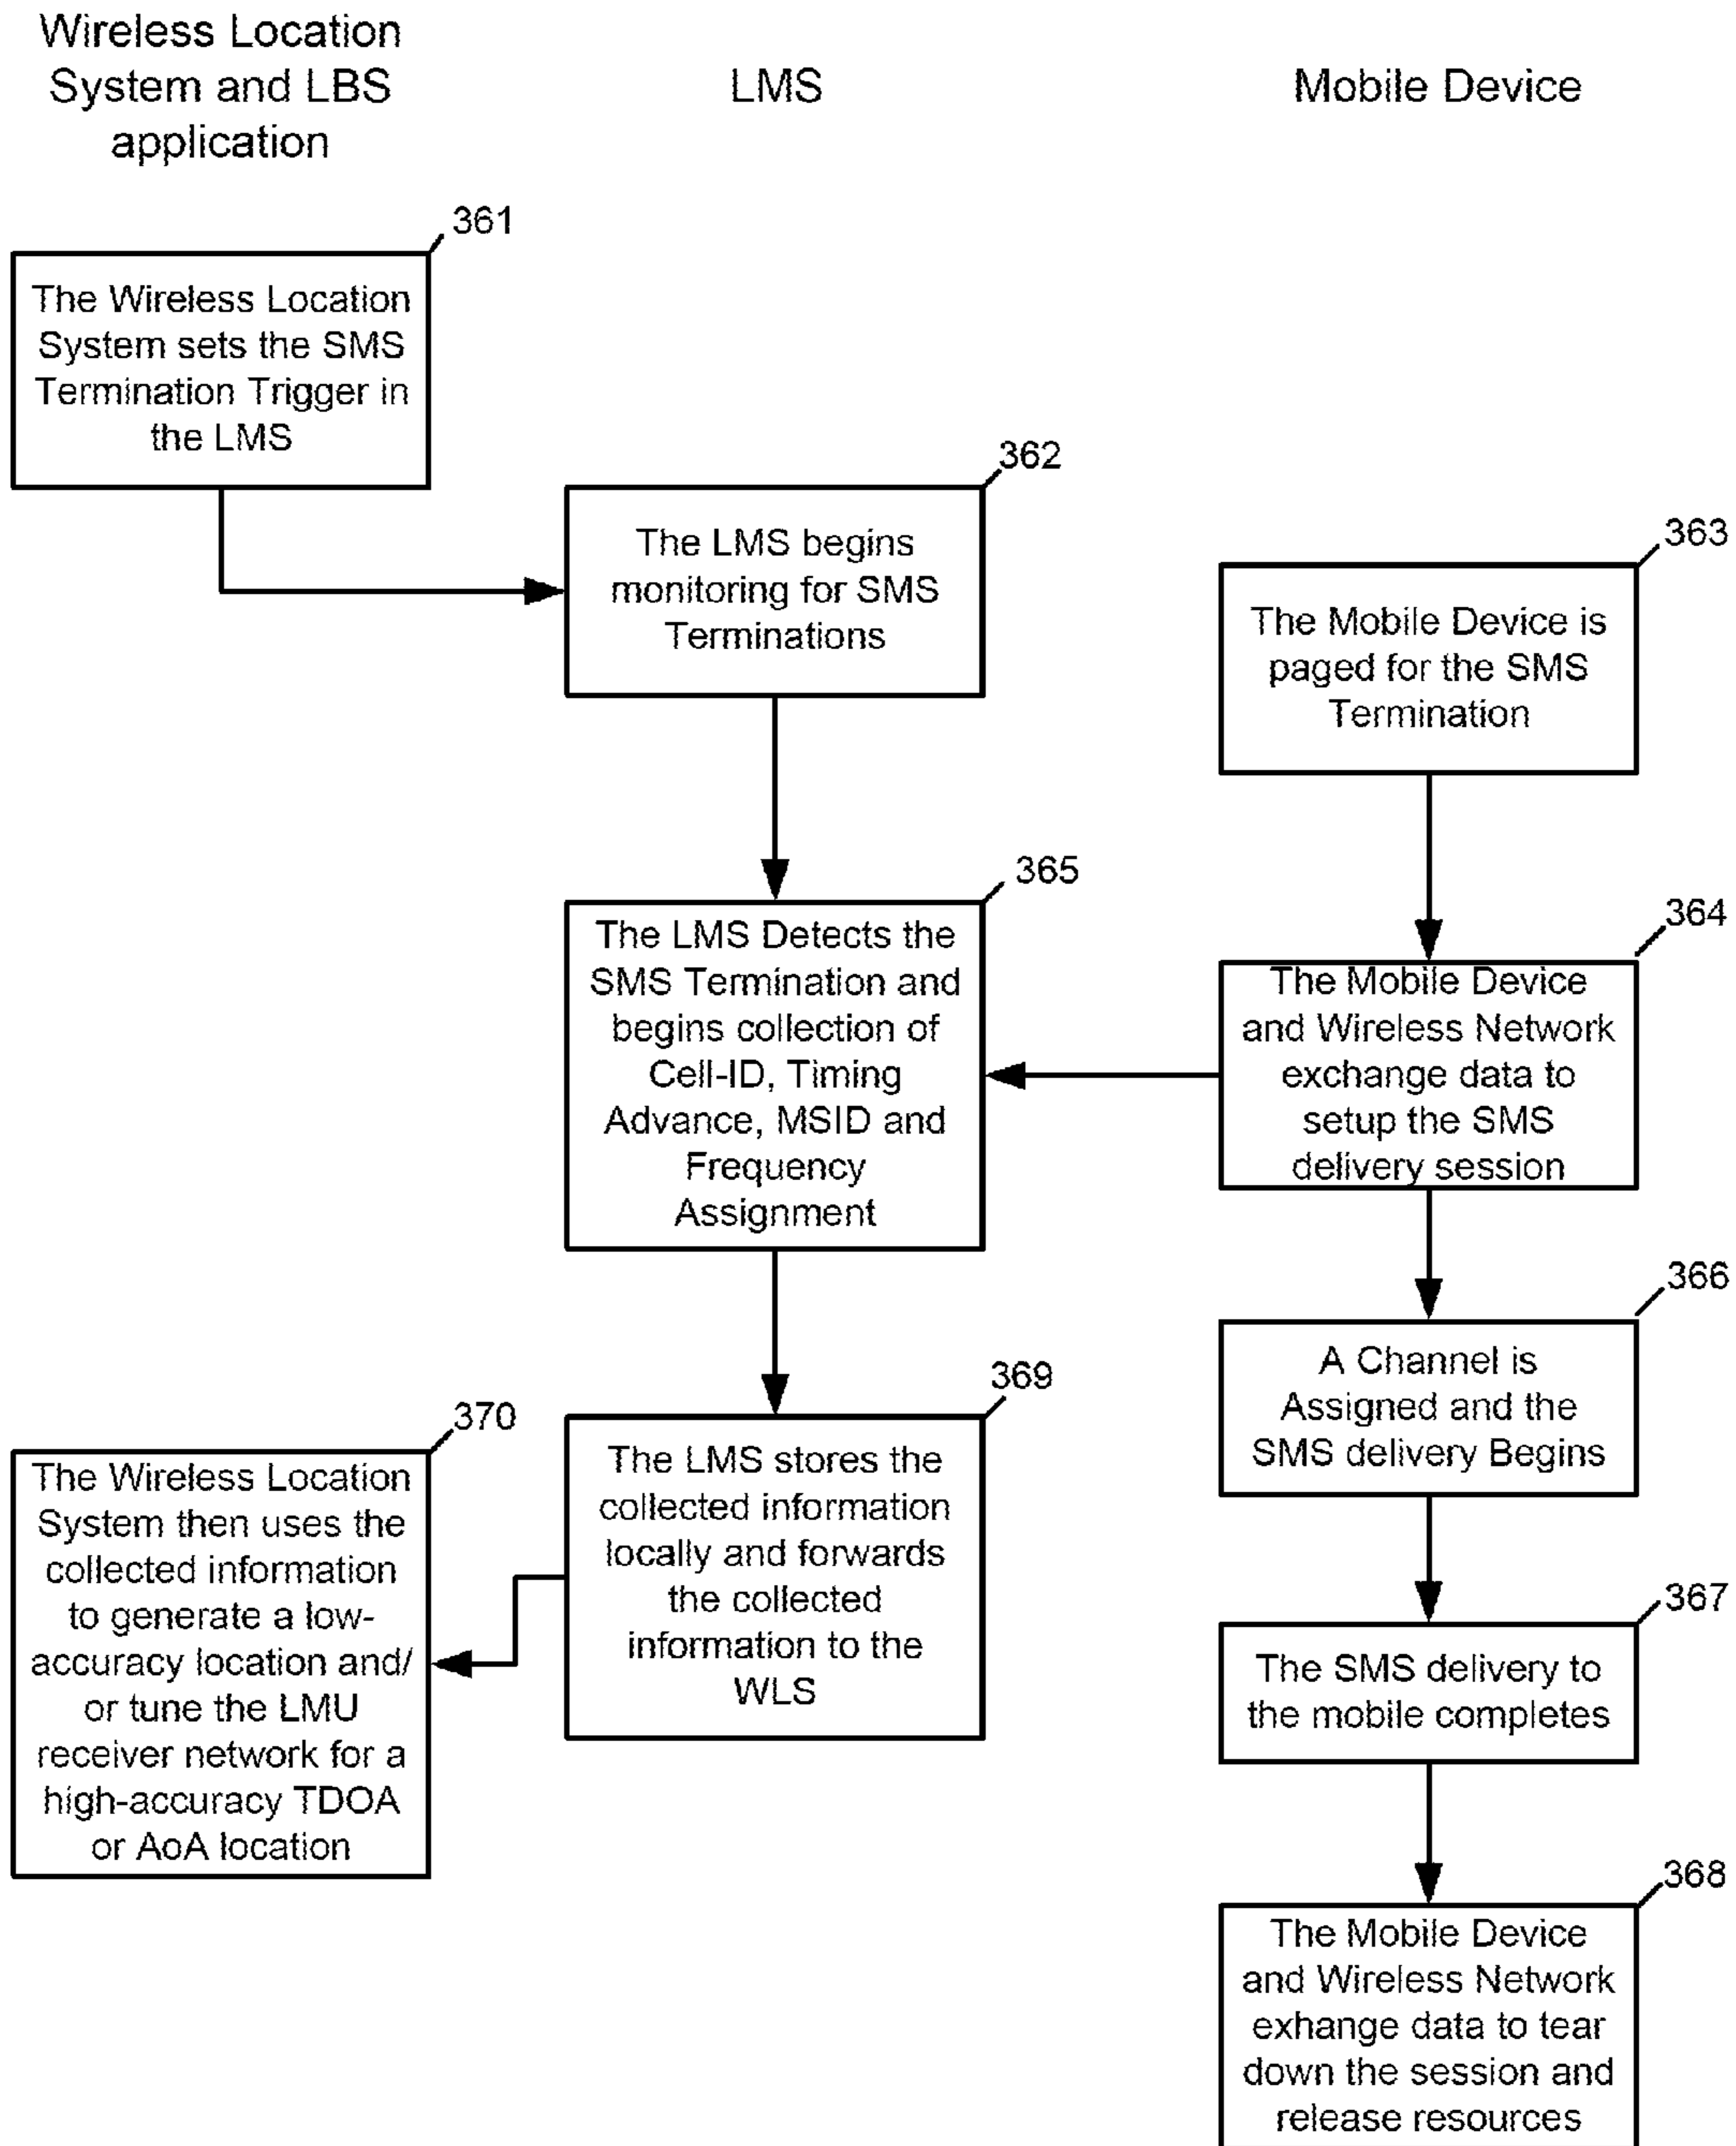 Wireless Location
System and LBS
application
LMS
Mobile Device
361
The Wireless Location
System sets the SMS
Termination Trigger in
the LMS
362
The LMS begins
monitoring for SMS
Terminations
363
The Mobile Device is
paged for the SMS
Termination
364
The Mobile Device
and Wireless Network
exchange data to
setup the SMS
delivery session
365
The LMS Detects the
SMS Termination and
begins collection of
Cell-ID, Timing
Advance, MSID and
Frequency
Assignment
366
A Channel is
Assigned and the
SMS delivery Begins
367
The SMS delivery to
the mobile completes
368
The Mobile Device
and Wireless Network
exhange data to tear
down the session and
release resources
369
The LMS stores the
collected information
locally and forwards
the collected
information to the
WLS
370
The Wireless Location
System then uses the
collected information
to generate a low-
accuracy location and/
or tune the LMU
receiver network for a
high-accuracy TDOA
or AoA location